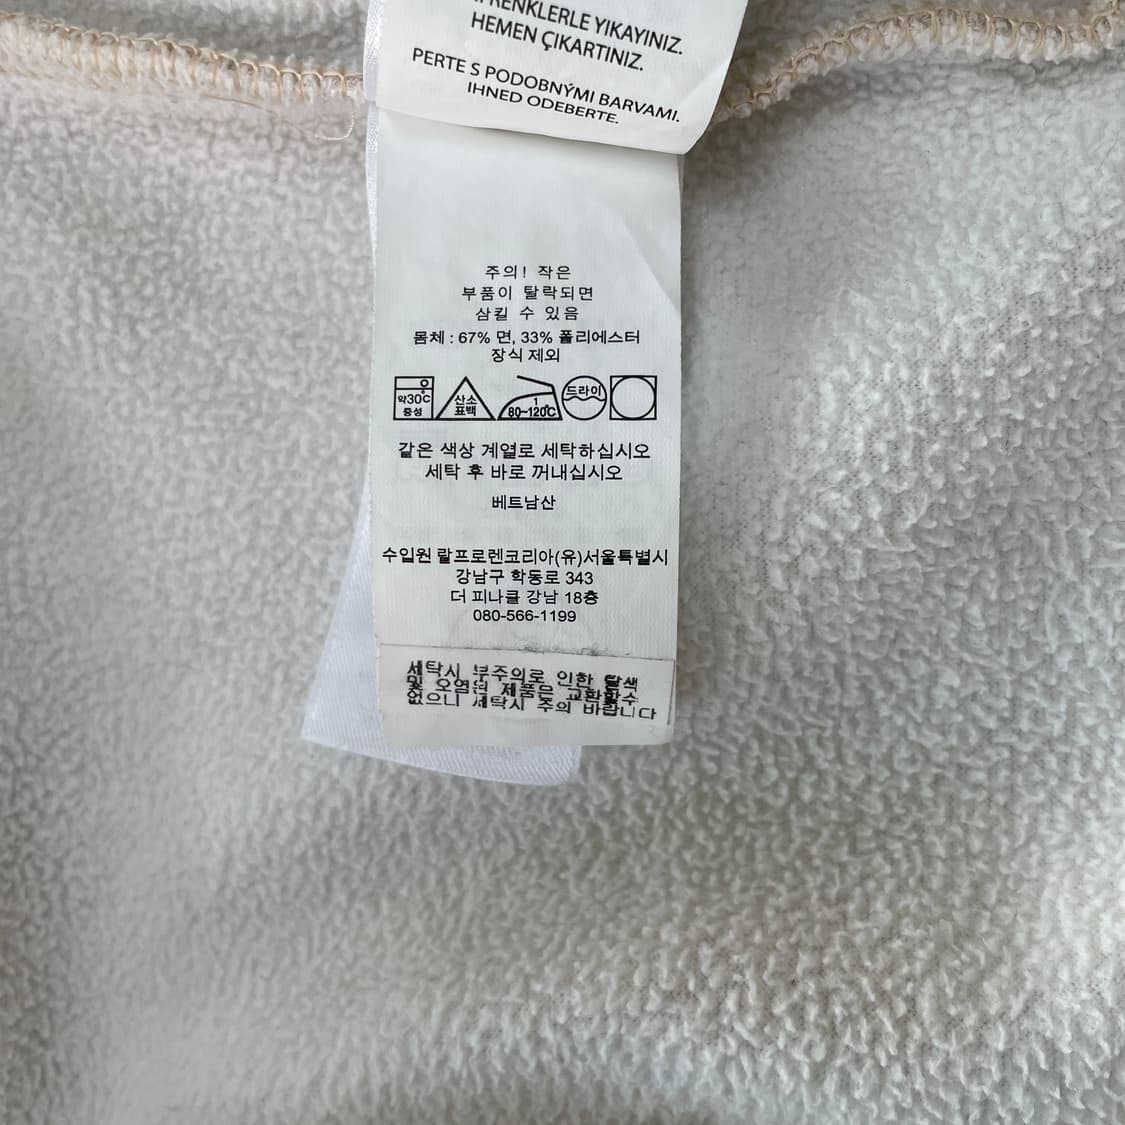 RENKLERLE YIKAYINIZ.
HEMEN ÇIKARTINIZ.
PERTE S PODOBNÝMI BARVAMI.
IHNED ODEBERTE.
주의! 작은
부품이 탈락되면
삼킬 수 있음
몸체 : 67% 면, 33% 폴리에스터
장식 제외
약30℃
중성
산소
표백
1
80~120℃
드라이
같은 색상 계열로 세탁하십시오
세탁 후 바로 꺼내십시오
베트남산
수입원 랄프로렌코리아(유)서울특별시
강남구 학동로 343
더 피나클 강남 18층
080-566-1199
세탁시 부주의로 인한 탈색
및 오염된 제품은 교환할수
없으니 세탁시 주의 바랍니다